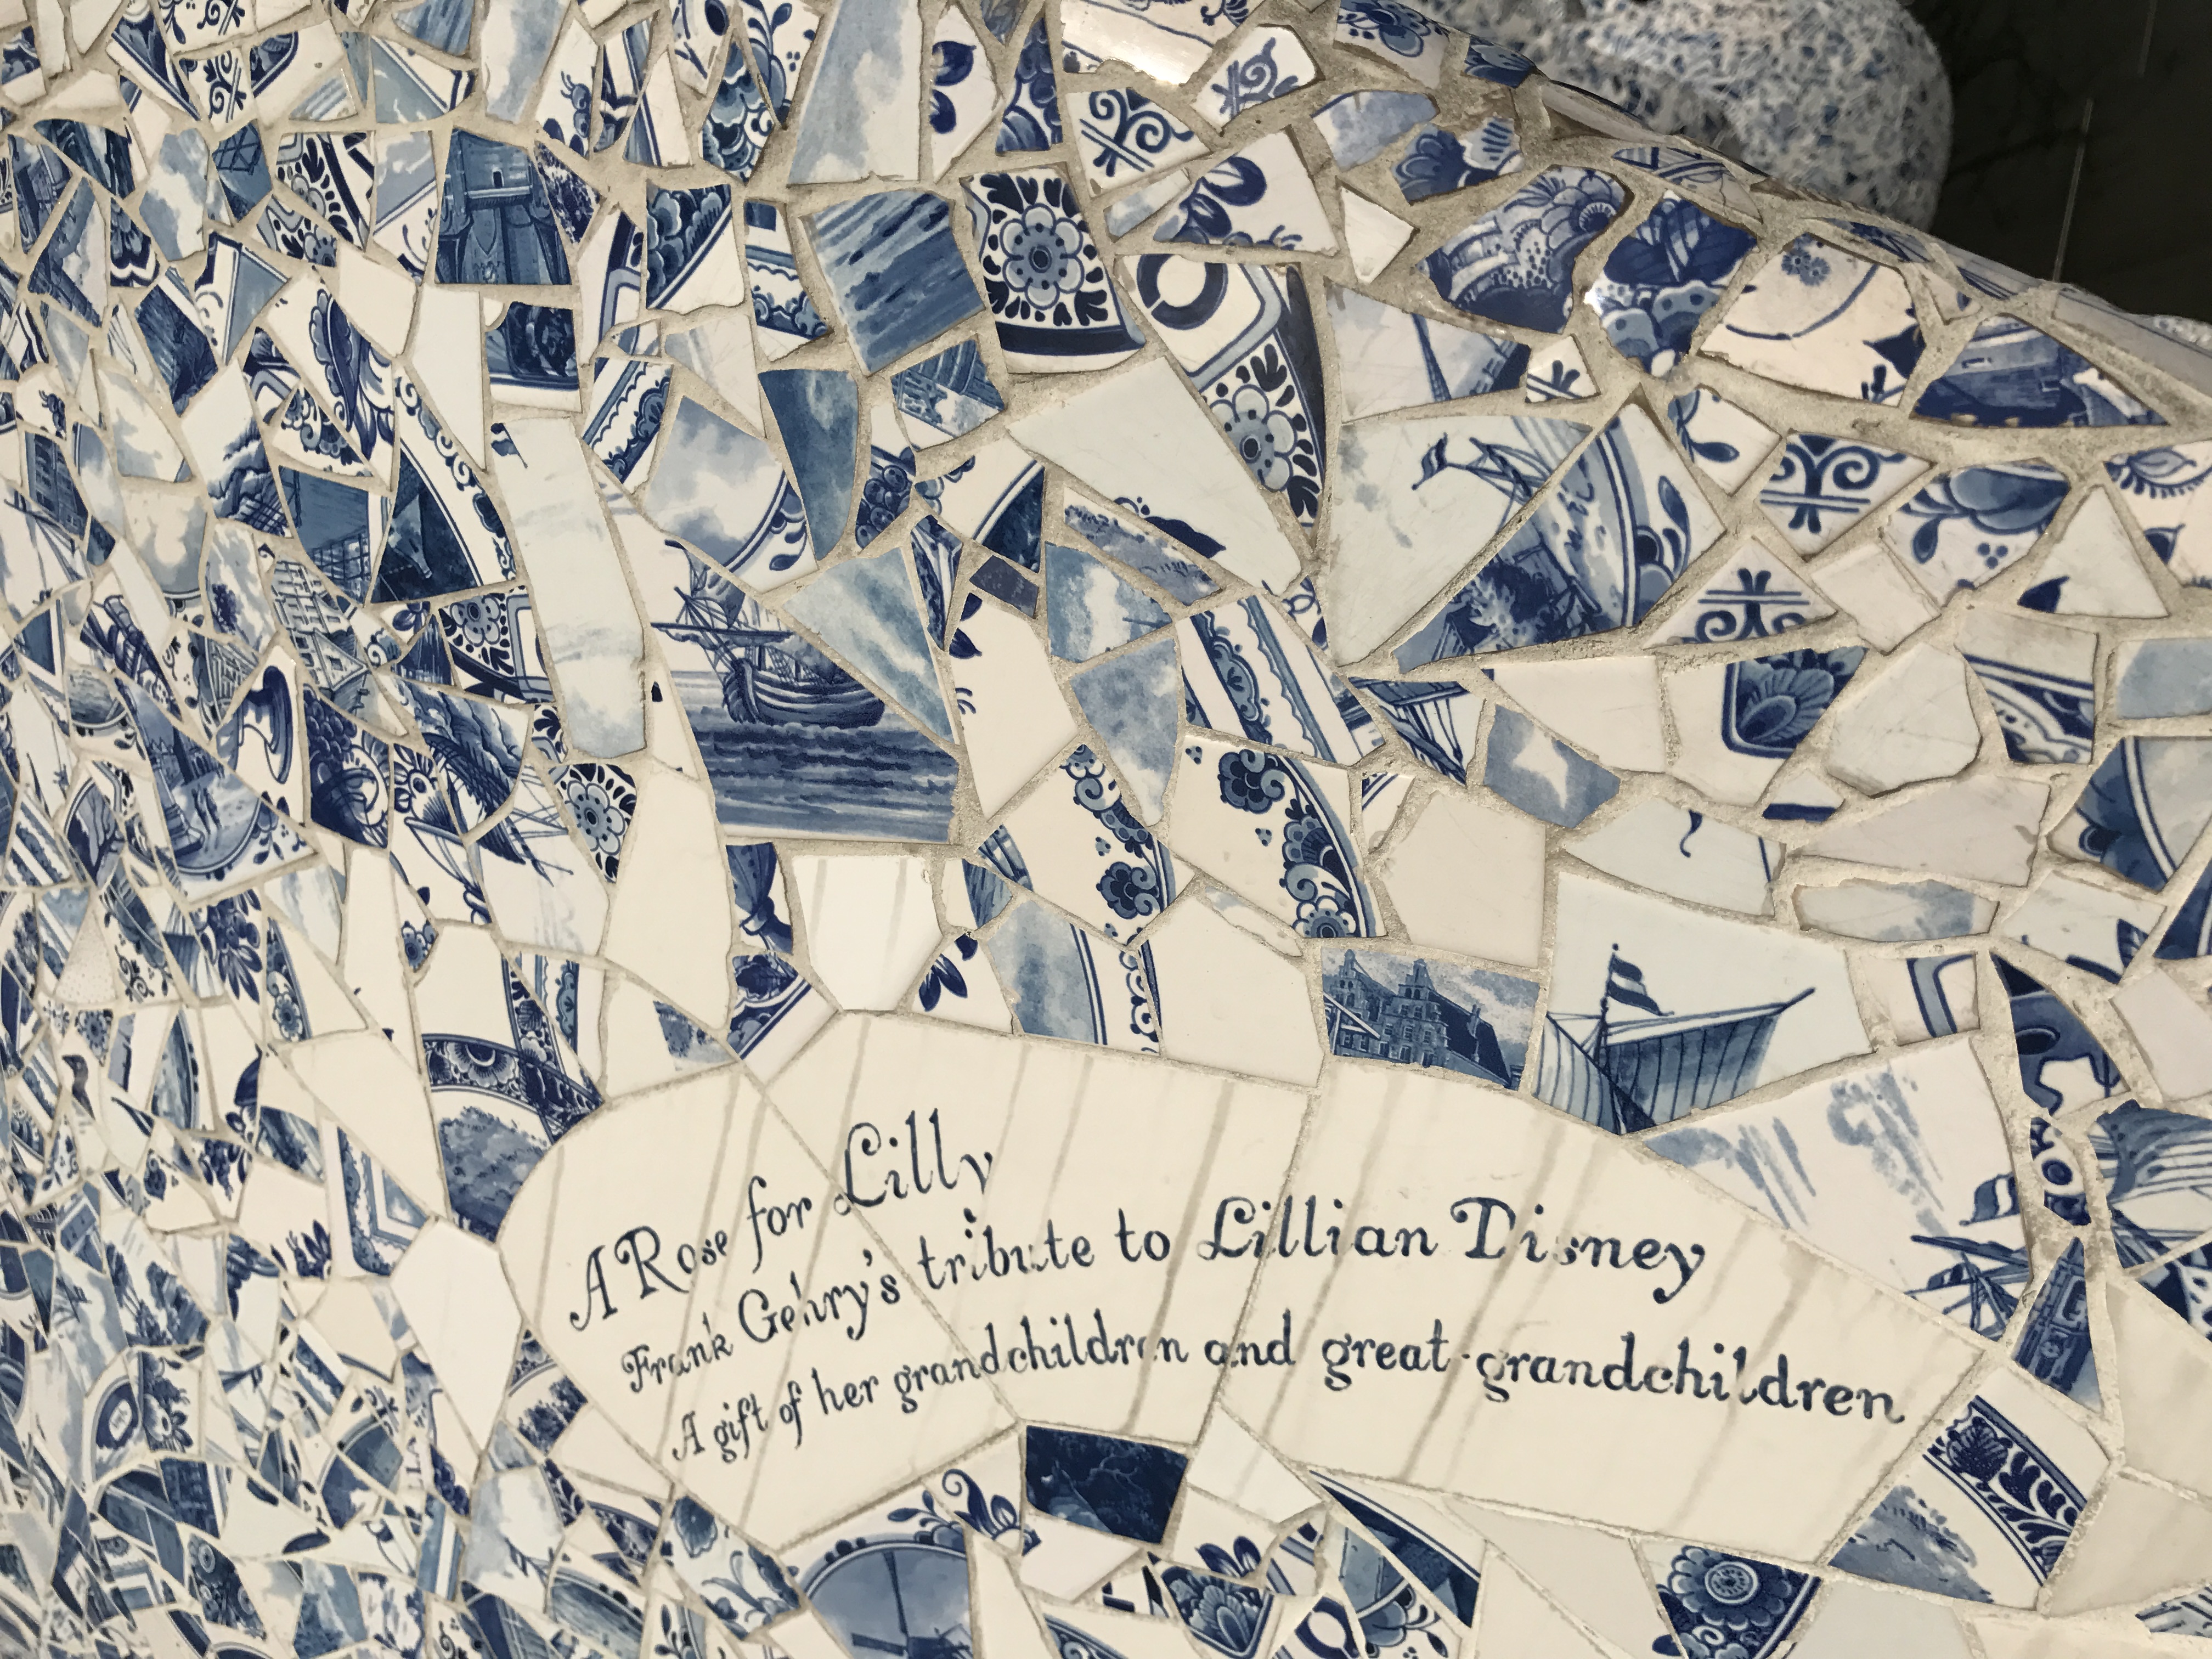 A Rose for Lilly
Frank Gehry's tribute to Lillian Disney
A gift of her grandchildren and great-grandchildren